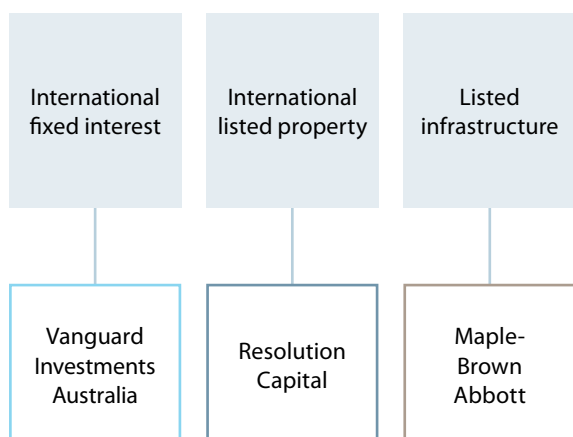 International
fixed interest
International
listed property
Listed
infrastructure
Vanguard
Investments
Australia
Resolution
Capital
Maple-
Brown
Abbott